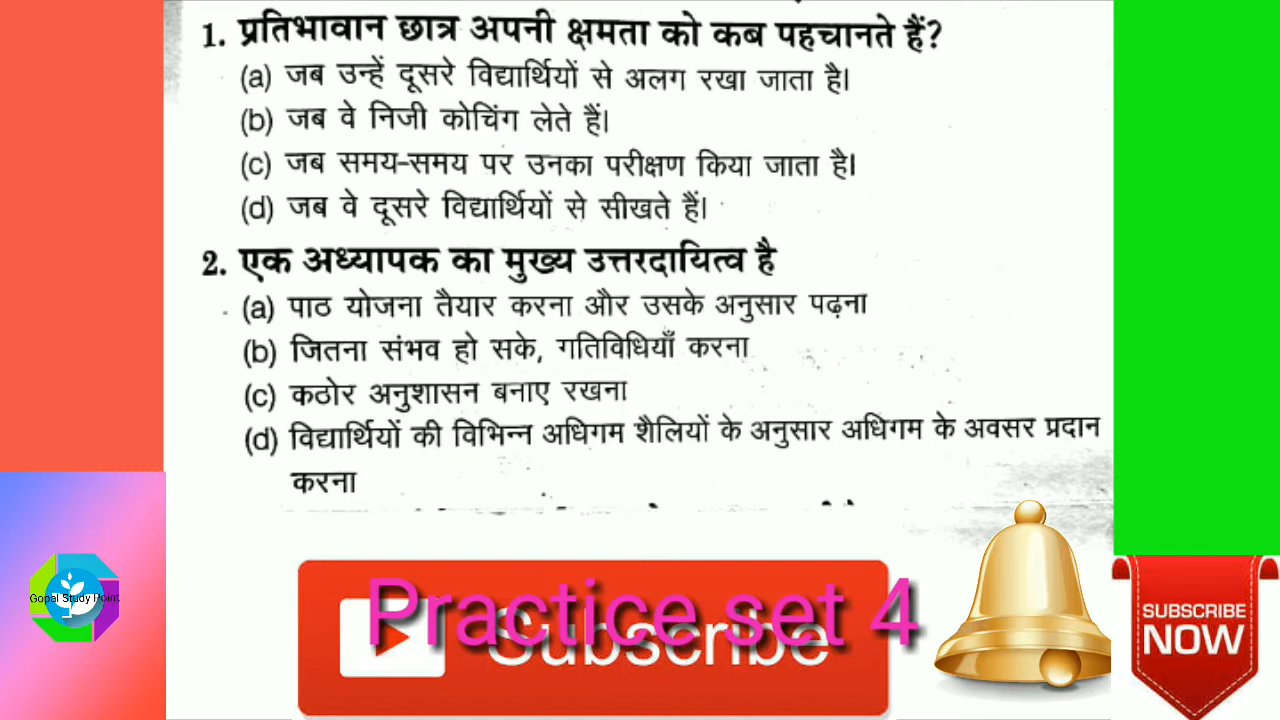 1. प्रतिभावान छात्र अपनी क्षमता को कब पहचानते हैं?
(a) जब उन्हें दूसरे विद्यार्थियों से अलग रखा जाता है।
(b) जब वे निजी कोचिंग लेते हैं।
(c) जब समय-समय पर उनका परीक्षण किया जाता है।
(d) जब वे दूसरे विद्यार्थियों से सीखते हैं।
2. एक अध्यापक का मुख्य उत्तरदायित्व है
(a) पाठ योजना तैयार करना और उसके अनुसार पढ़ना
(b) जितना संभव हो सके, गतिविधियाँ करना
(c) कठोर अनुशासन बनाए रखना
(d) विद्यार्थियों की विभिन्न अधिगम शैलियों के अनुसार अधिगम के अवसर प्रदान
करना
Gopal Study Point
Practice set 4
Subscribe
SUBSCRIBE
NOW